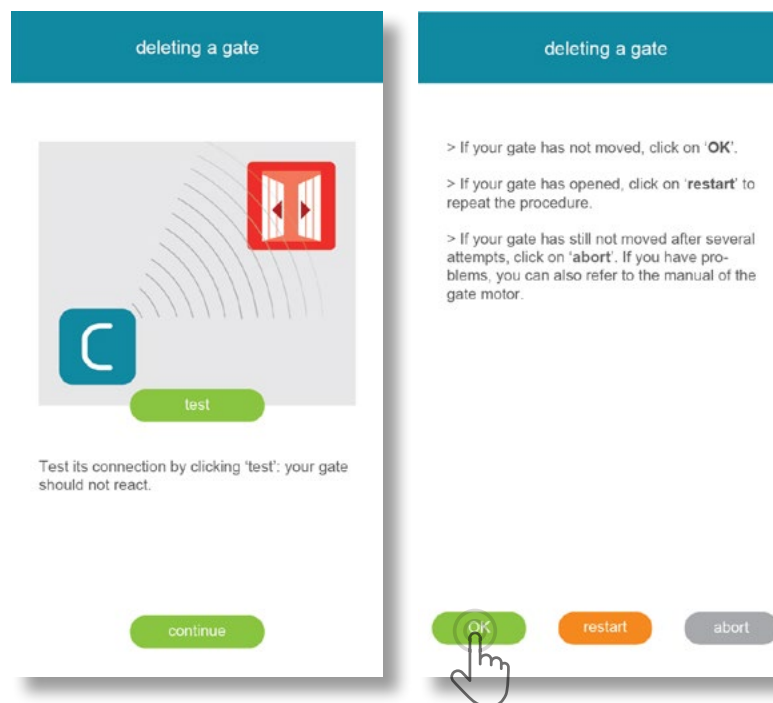 deleting a gate
test
Test its connection by clicking ‘test’: your gate
should not react.
continue
deleting a gate
> If your gate has not moved, click on ‘OK’.
> If your gate has opened, click on ‘restart’ to
repeat the procedure.
> If your gate has still not moved after several
attempts, click on ‘abort’. If you have pro-
blems, you can also refer to the manual of the
gate motor.
OK
restart
abort